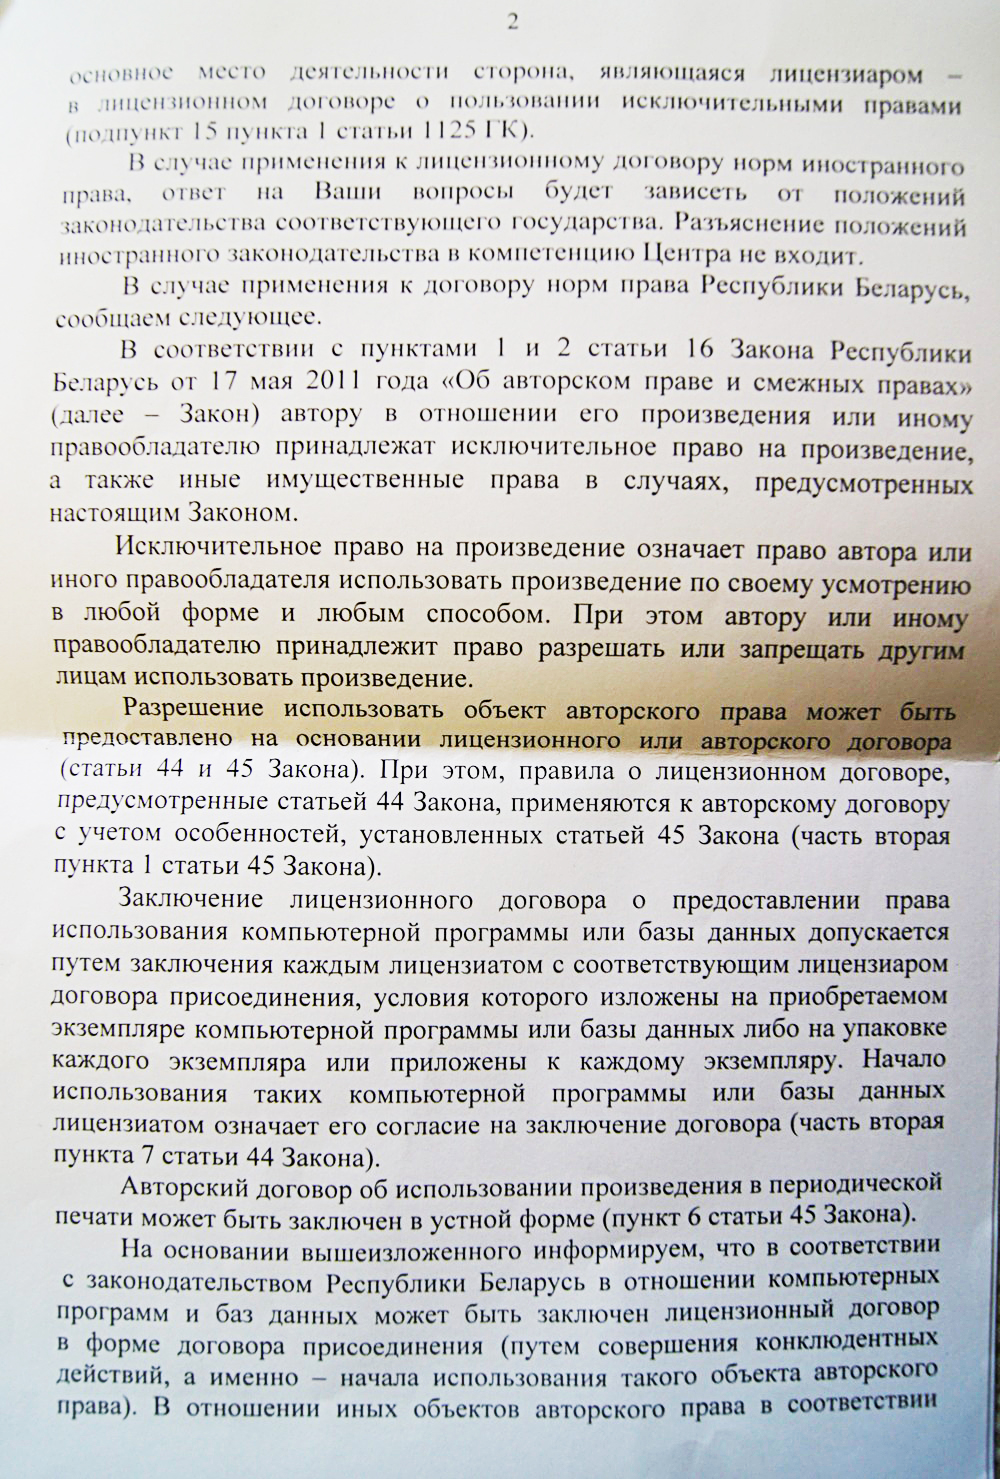 2
основное место деятельности сторона, являющаяся лицензиаром –
в лицензионном договоре о пользовании исключительными правами
(подпункт 15 пункта 1 статьи 1125 ГК).
В случае применения к лицензионному договору норм иностранного
права, ответ на Ваши вопросы будет зависеть от положений
законодательства соответствующего государства. Разъяснение положений
иностранного законодательства в компетенцию Центра не входит.
В случае применения к договору норм права Республики Беларусь,
сообщаем следующее.
В соответствии с пунктами 1 и 2 статьи 16 Закона Республики
Беларусь от 17 мая 2011 года «Об авторском праве и смежных правах»
(далее – Закон) автору в отношении его произведения или иному
правообладателю принадлежат исключительное право на произведение,
а также иные имущественные права в случаях, предусмотренных
настоящим Законом.
Исключительное право на произведение означает право автора или
иного правообладателя использовать произведение по своему усмотрению
в любой форме и любым способом. При этом автору или иному
правообладателю принадлежит право разрешать или запрещать другим
лицам использовать произведение.
Разрешение использовать объект авторского права может быть
предоставлено на основании лицензионного или авторского договора
(статьи 44 и 45 Закона). При этом, правила о лицензионном договоре,
предусмотренные статьей 44 Закона, применяются к авторскому договору
с учетом особенностей, установленных статьей 45 Закона (часть вторая
пункта 1 статьи 45 Закона).
Заключение лицензионного договора о предоставлении права
использования компьютерной программы или базы данных допускается
путем заключения каждым лицензиатом с соответствующим лицензиаром
договора присоединения, условия которого изложены на приобретаемом
экземпляре компьютерной программы или базы данных либо на упаковке
каждого экземпляра или приложены к каждому экземпляру. Начало
использования таких компьютерной программы или базы данных
лицензиатом означает его согласие на заключение договора (часть вторая
пункта 7 статьи 44 Закона).
Авторский договор об использовании произведения в периодической
печати может быть заключен в устной форме (пункт 6 статьи 45 Закона).
На основании вышеизложенного информируем, что в соответствии
с законодательством Республики Беларусь в отношении компьютерных
программ и баз данных может быть заключен лицензионный договор
в форме договора присоединения (путем совершения конклюдентных
действий, а именно – начала использования такого объекта авторского
права). В отношении иных объектов авторского права в соответствии